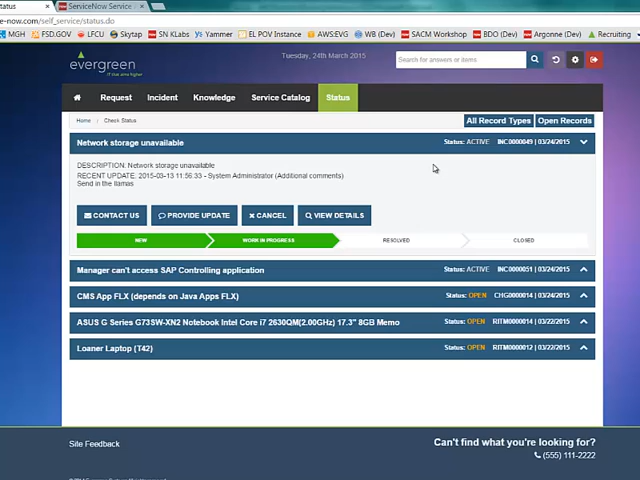 tatus
ServiceNow Service
e-now.com/self_service/status.do
MGH FSD.GOV LFCU Skytap SN KLabs Yammer EL POV Instance AWS:EVG WB (Dev) SACM Workshop BDO (Dev) Argonne (Dev) Recruiting
evergreen
IT that aims higher
Tuesday, 24th March 2015
Search for answers or items
Request Incident Knowledge Service Catalog Status
Home Check Status
All Record Types Open Records
Network storage unavailable Status: ACTIVE INC0000049 | 03/24/2015
DESCRIPTION: Network storage unavailable
RECENT UPDATE: 2015-03-13 11:56:33 - System Administrator (Additional comments)
Send in the llamas
CONTACT US PROVIDE UPDATE CANCEL VIEW DETAILS
NEW WORK IN PROGRESS RESOLVED CLOSED
Manager can't access SAP Controlling application Status: ACTIVE INC0000051 | 03/24/2015
CMS App FLX (depends on Java Apps FLX) Status: OPEN CHG0000014 | 03/24/2015
ASUS G Series G73SW-XN2 Notebook Intel Core i7 2630QM(2.00GHz) 17.3" 8GB Memo Status: OPEN RITM0000014 | 03/22/2015
Loaner Laptop (T42) Status: OPEN RITM0000012 | 03/22/2015
Site Feedback
Can't find what you're looking for?
(555) 111-2222